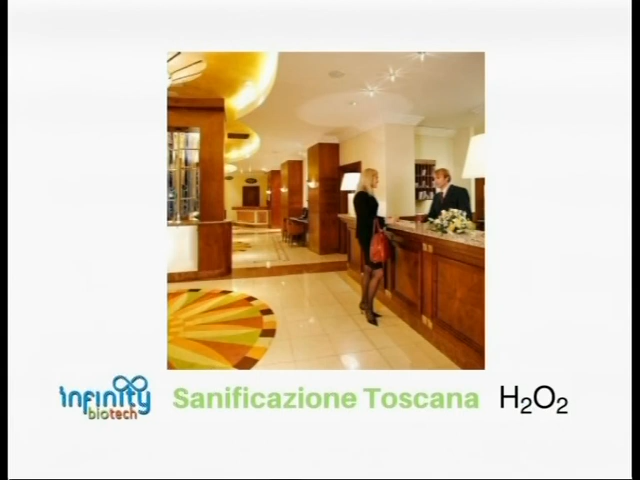 infinity
biotech
Sanificazione Toscana
H₂O₂